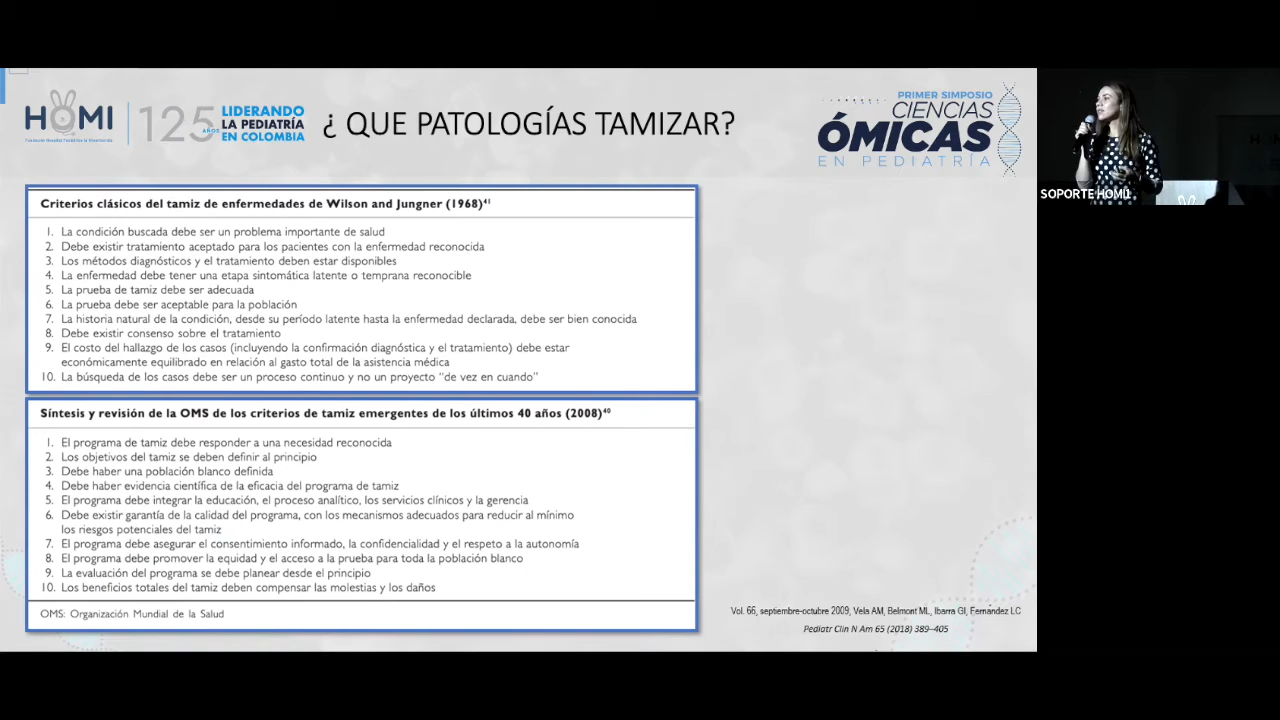 HOMI
Fundación Hospital Pediátrico la Misericordia
125
AÑOS
LIDERANDO
LA PEDIATRÍA
EN COLOMBIA
¿ QUE PATOLOGÍAS TAMIZAR?
PRIMER SIMPOSIO
CIENCIAS
ÓMICAS
EN PEDIATRÍA
SOPORTE HOMI1
Criterios clásicos del tamiz de enfermedades de Wilson and Jungner (1968)41
1. La condición buscada debe ser un problema importante de salud
2. Debe existir tratamiento aceptado para los pacientes con la enfermedad reconocida
3. Los métodos diagnósticos y el tratamiento deben estar disponibles
4. La enfermedad debe tener una etapa sintomática latente o temprana reconocible
5. La prueba de tamiz debe ser adecuada
6. La prueba debe ser aceptable para la población
7. La historia natural de la condición, desde su período latente hasta la enfermedad declarada, debe ser bien conocida
8. Debe existir consenso sobre el tratamiento
9. El costo del hallazgo de los casos (incluyendo la confirmación diagnóstica y el tratamiento) debe estar
económicamente equilibrado en relación al gasto total de la asistencia médica
10. La búsqueda de los casos debe ser un proceso continuo y no un proyecto "de vez en cuando"
Síntesis y revisión de la OMS de los criterios de tamiz emergentes de los últimos 40 años (2008)40
1. El programa de tamiz debe responder a una necesidad reconocida
2. Los objetivos del tamiz se deben definir al principio
3. Debe haber una población blanco definida
4. Debe haber evidencia científica de la eficacia del programa de tamiz
5. El programa debe integrar la educación, el proceso analítico, los servicios clínicos y la gerencia
6. Debe existir garantía de la calidad del programa, con los mecanismos adecuados para reducir al mínimo
los riesgos potenciales del tamiz
7. El programa debe asegurar el consentimiento informado, la confidencialidad y el respeto a la autonomía
8. El programa debe promover la equidad y el acceso a la prueba para toda la población blanco
9. La evaluación del programa se debe planear desde el principio
10. Los beneficios totales del tamiz deben compensar las molestias y los daños
OMS: Organización Mundial de la Salud
Vol. 66, septiembre-octubre 2009, Vela AM, Belmont ML, Ibarra GI, Fernández LC
Pediatr Clin N Am 65 (2018) 389–405